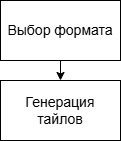 Выбор формата
Генерация
тайлов